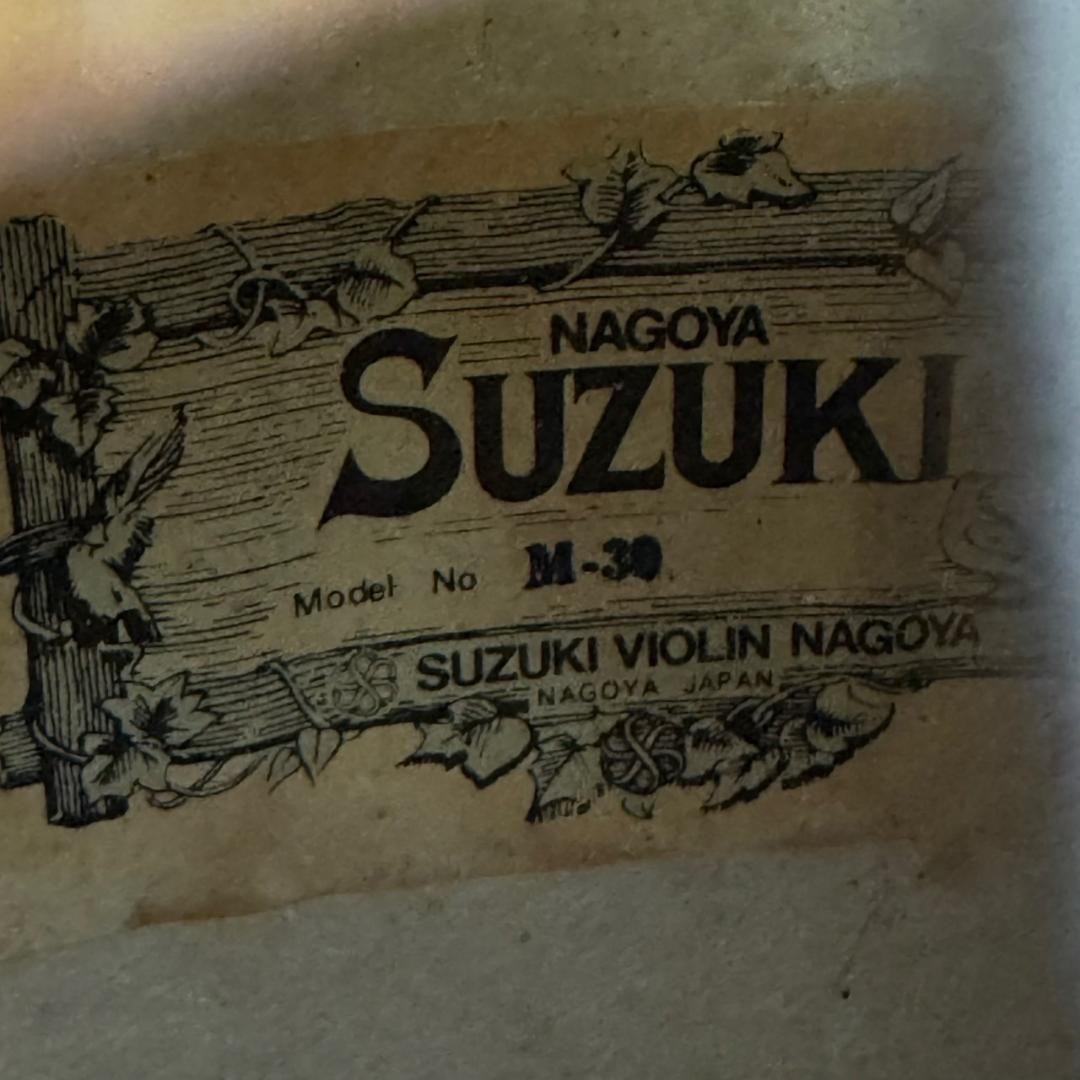 NAGOYA
SUZUKI
Model No M-30
SUZUKI VIOLIN NAGOYA
NAGOYA JAPAN